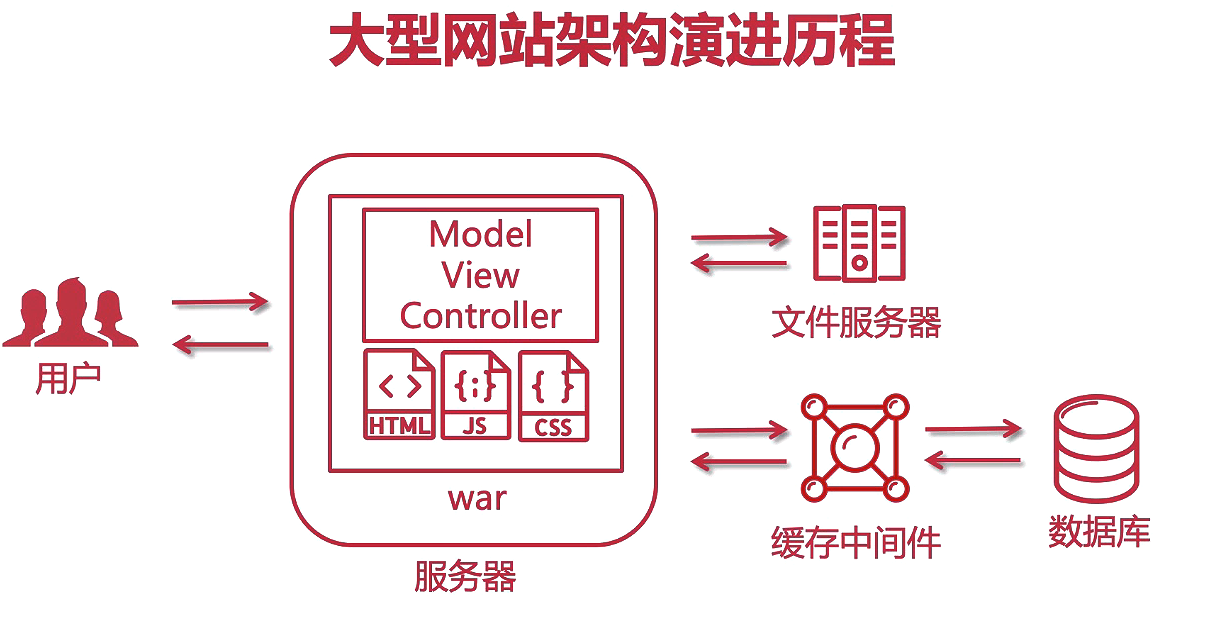 大型网站架构演进历程
Model
View
Controller
< >
HTML
{;}
JS
{ }
CSS
war
服务器
用户
文件服务器
缓存中间件
数据库